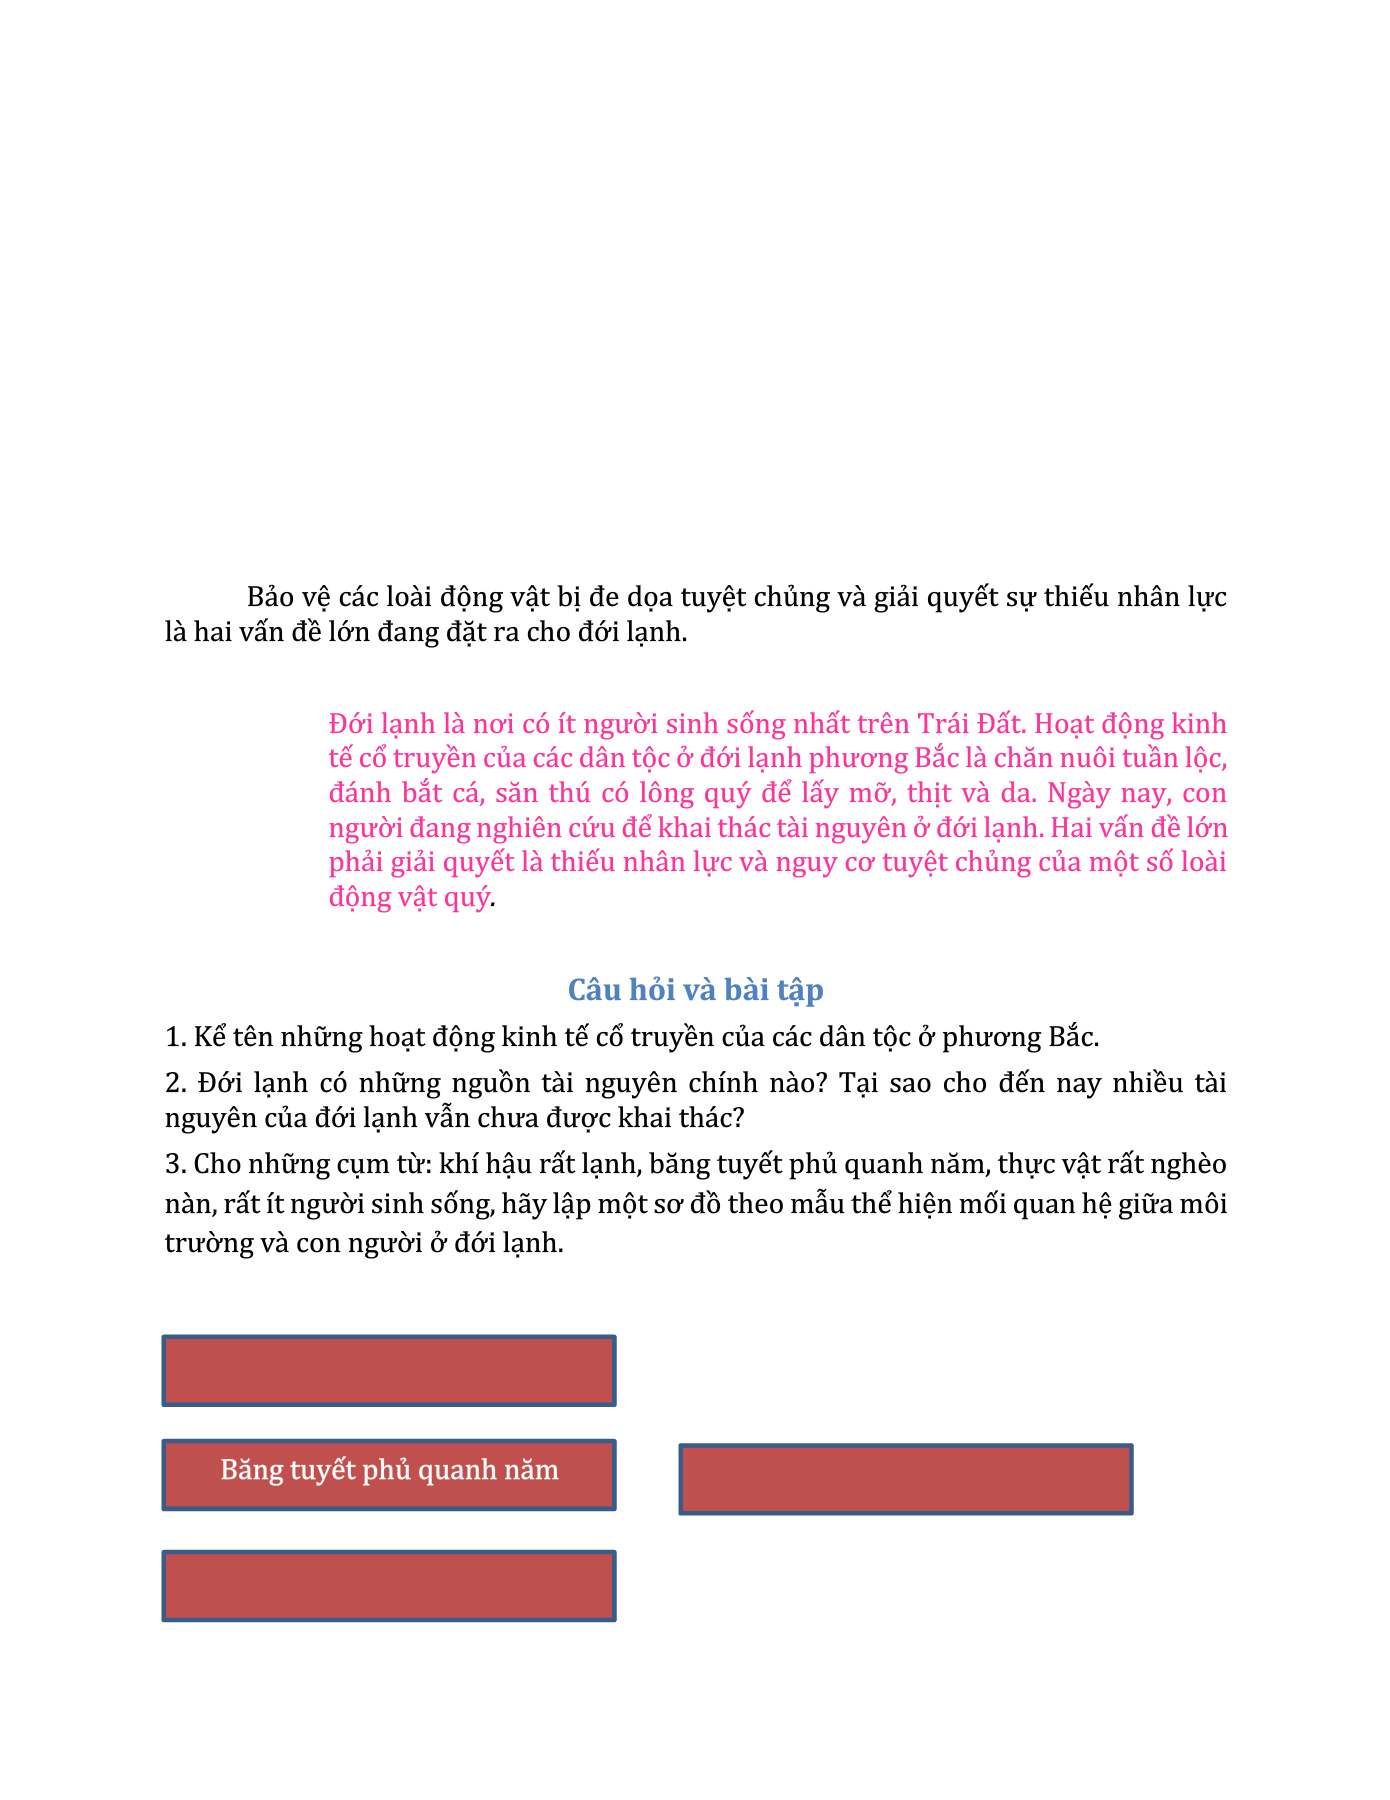 Bảo vệ các loài động vật bị đe dọa tuyệt chủng và giải quyết sự thiếu nhân lực
là hai vấn đề lớn đang đặt ra cho đới lạnh.
Đới lạnh là nơi có ít người sinh sống nhất trên Trái Đất. Hoạt động kinh
tế cổ truyền của các dân tộc ở đới lạnh phương Bắc là chăn nuôi tuần lộc,
đánh bắt cá, săn thú có lông quý để lấy mỡ, thịt và da. Ngày nay, con
người đang nghiên cứu để khai thác tài nguyên ở đới lạnh. Hai vấn đề lớn
phải giải quyết là thiếu nhân lực và nguy cơ tuyệt chủng của một số loài
động vật quý.
Câu hỏi và bài tập
1. Kể tên những hoạt động kinh tế cổ truyền của các dân tộc ở phương Bắc.
2. Đới lạnh có những nguồn tài nguyên chính nào? Tại sao cho đến nay nhiều tài
nguyên của đới lạnh vẫn chưa được khai thác?
3. Cho những cụm từ: khí hậu rất lạnh, băng tuyết phủ quanh năm, thực vật rất nghèo
nàn, rất ít người sinh sống, hãy lập một sơ đồ theo mẫu thể hiện mối quan hệ giữa môi
trường và con người ở đới lạnh.
Băng tuyết phủ quanh năm